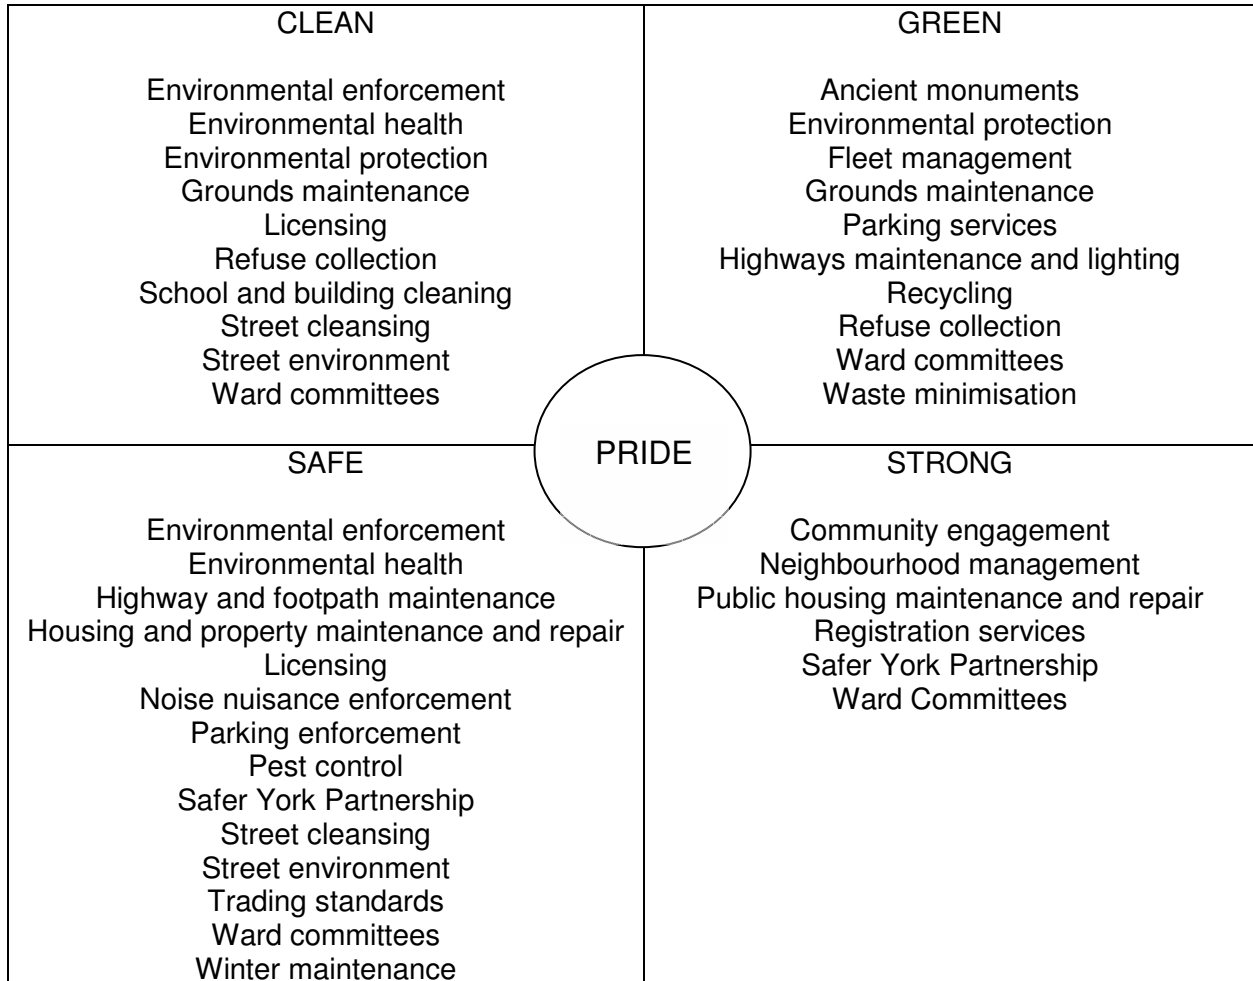 CLEAN
Environmental enforcement
Environmental health
Environmental protection
Grounds maintenance
Licensing
Refuse collection
School and building cleaning
Street cleansing
Street environment
Ward committees
GREEN
Ancient monuments
Environmental protection
Fleet management
Grounds maintenance
Parking services
Highways maintenance and lighting
Recycling
Refuse collection
Ward committees
Waste minimisation
PRIDE
SAFE
Environmental enforcement
Environmental health
Highway and footpath maintenance
Housing and property maintenance and repair
Licensing
Noise nuisance enforcement
Parking enforcement
Pest control
Safer York Partnership
Street cleansing
Street environment
Trading standards
Ward committees
Winter maintenance
STRONG
Community engagement
Neighbourhood management
Public housing maintenance and repair
Registration services
Safer York Partnership
Ward Committees